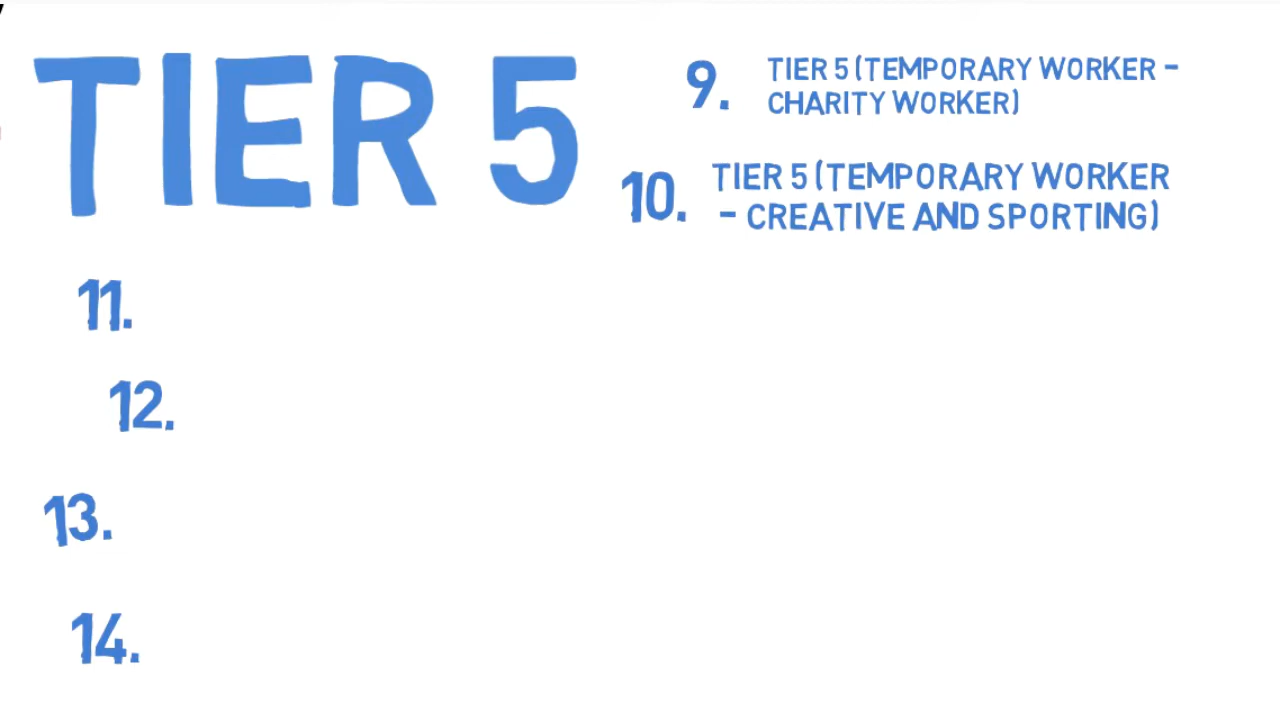 TIER 5
9. TIER 5 (TEMPORARY WORKER -
CHARITY WORKER)
10. TIER 5 (TEMPORARY WORKER
- CREATIVE AND SPORTING)
11.
12.
13.
14.